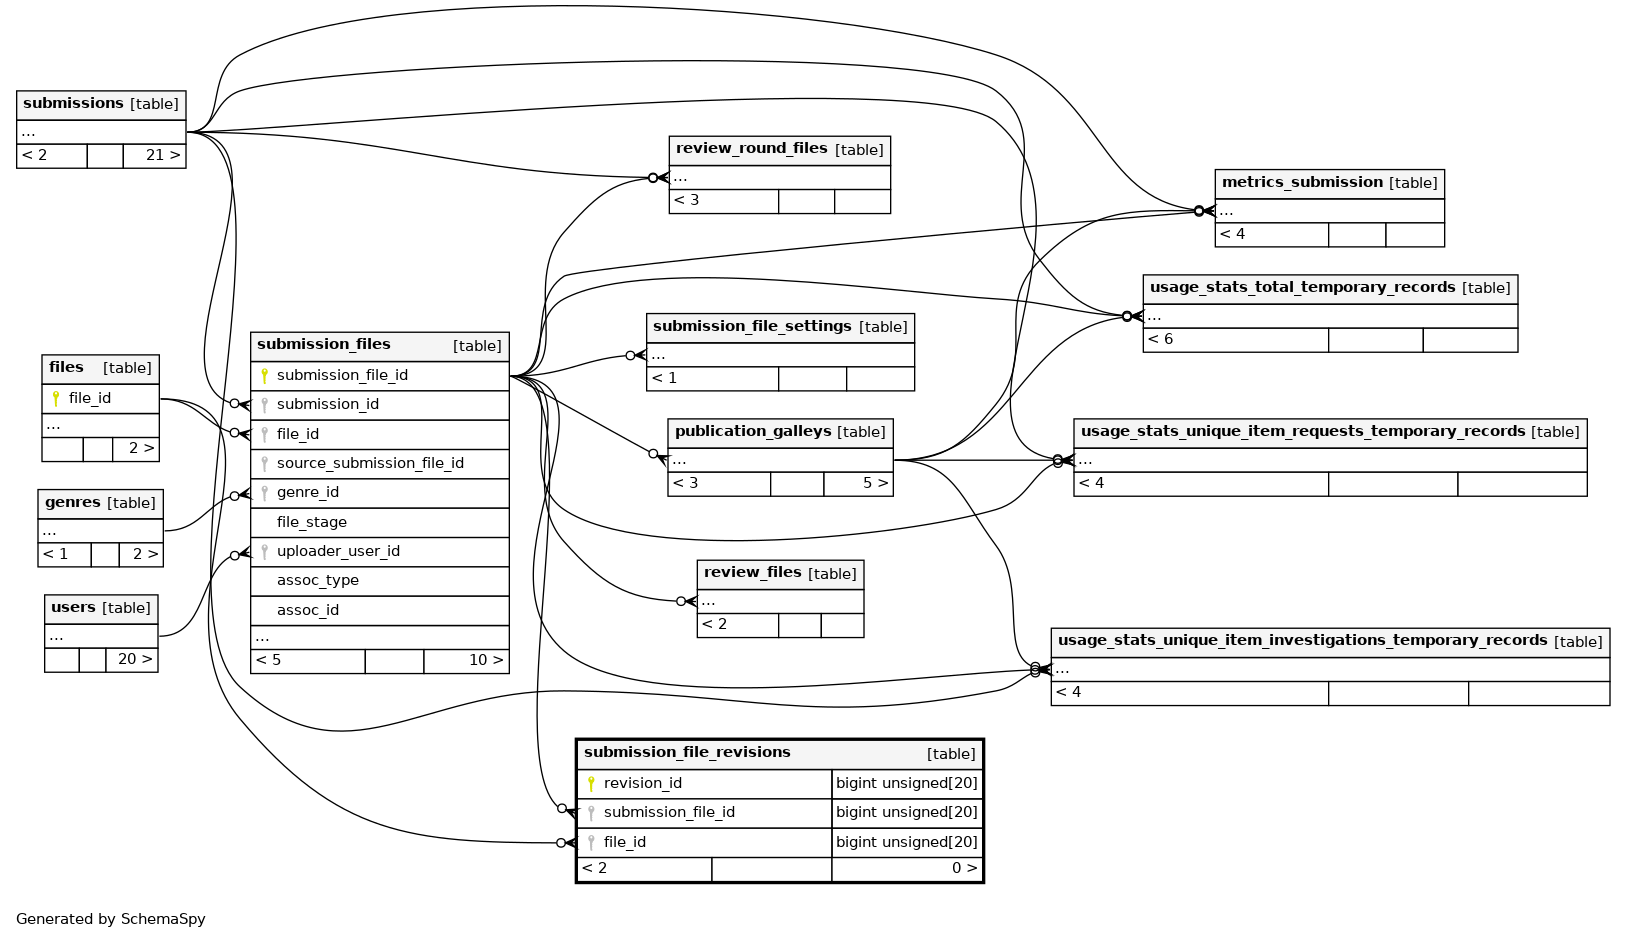 submissions [table]
...
< 2 21 >
files [table]
file_id
...
2 >
genres [table]
...
< 1 2 >
users [table]
...
20 >
submission_files [table]
submission_file_id
submission_id
file_id
source_submission_file_id
genre_id
file_stage
uploader_user_id
assoc_type
assoc_id
...
< 5 10 >
review_round_files [table]
...
< 3
submission_file_settings [table]
...
< 1
publication_galleys [table]
...
< 3 5 >
review_files [table]
...
< 2
submission_file_revisions [table]
revision_id bigint unsigned[20]
submission_file_id bigint unsigned[20]
file_id bigint unsigned[20]
< 2 0 >
metrics_submission [table]
...
< 4
usage_stats_total_temporary_records [table]
...
< 6
usage_stats_unique_item_requests_temporary_records [table]
...
< 4
usage_stats_unique_item_investigations_temporary_records [table]
...
< 4
Generated by SchemaSpy